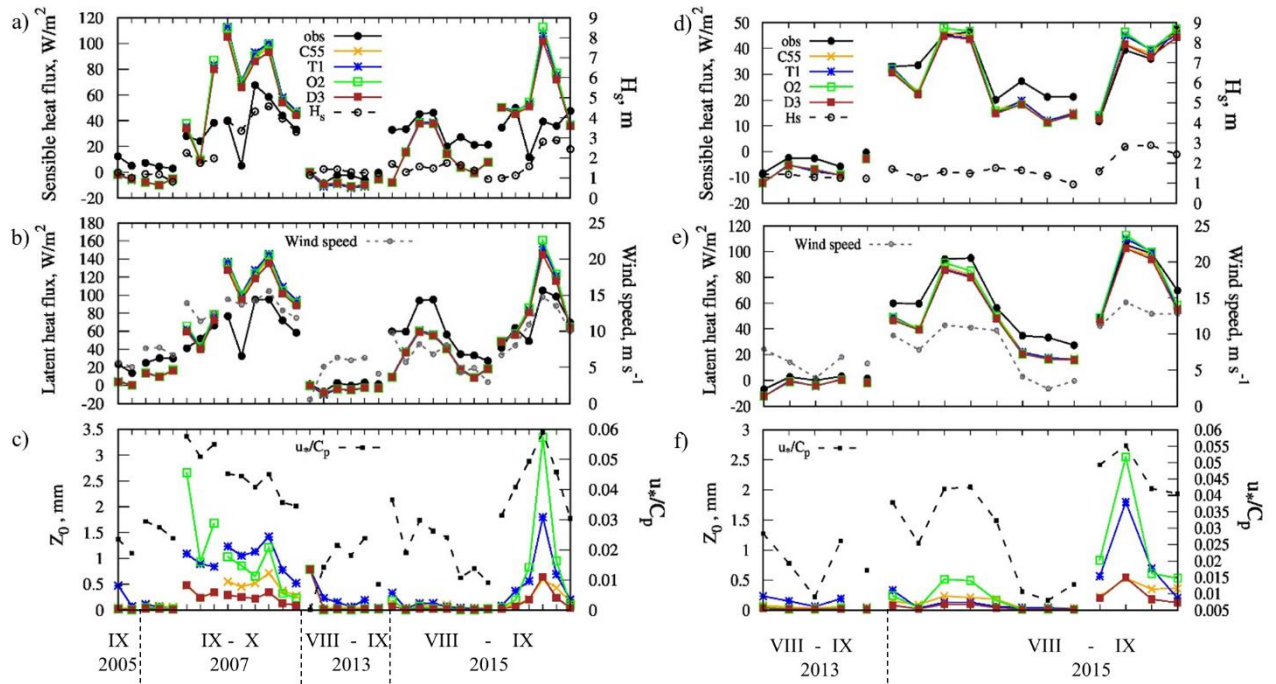 a)
Sensible heat flux, W/m²
120
100
80
60
40
20
0
-20
obs
C55
T1
O2
D3
Hs
9
8
7
6
5
4
3
2
1
0
Hs, m
b)
Latent heat flux, W/m²
180
160
140
120
100
80
60
40
20
0
-20
Wind speed
25
20
15
10
5
0
Wind speed, m s⁻¹
c)
Z₀ , mm
3.5
3
2.5
2
1.5
1
0.5
0
u*/Cp
0.06
0.05
0.04
0.03
0.02
0.01
0
u*/Cp
IX IX - X VIII - IX VIII - IX
2005 2007 2013 2015
d)
Sensible heat flux, W/m²
50
40
30
20
10
0
-10
-20
obs
C55
T1
O2
D3
Hs
9
8
7
6
5
4
3
2
1
0
Hs, m
e)
Latent heat flux, W/m²
120
100
80
60
40
20
0
-20
Wind speed
25
20
15
10
5
0
Wind speed, m s⁻¹
f)
Z₀ , mm
3
2.5
2
1.5
1
0.5
0
u*/Cp
0.06
0.055
0.05
0.045
0.04
0.035
0.03
0.025
0.02
0.015
0.01
0.005
u*/Cp
VIII - IX VIII - IX
2013 2015